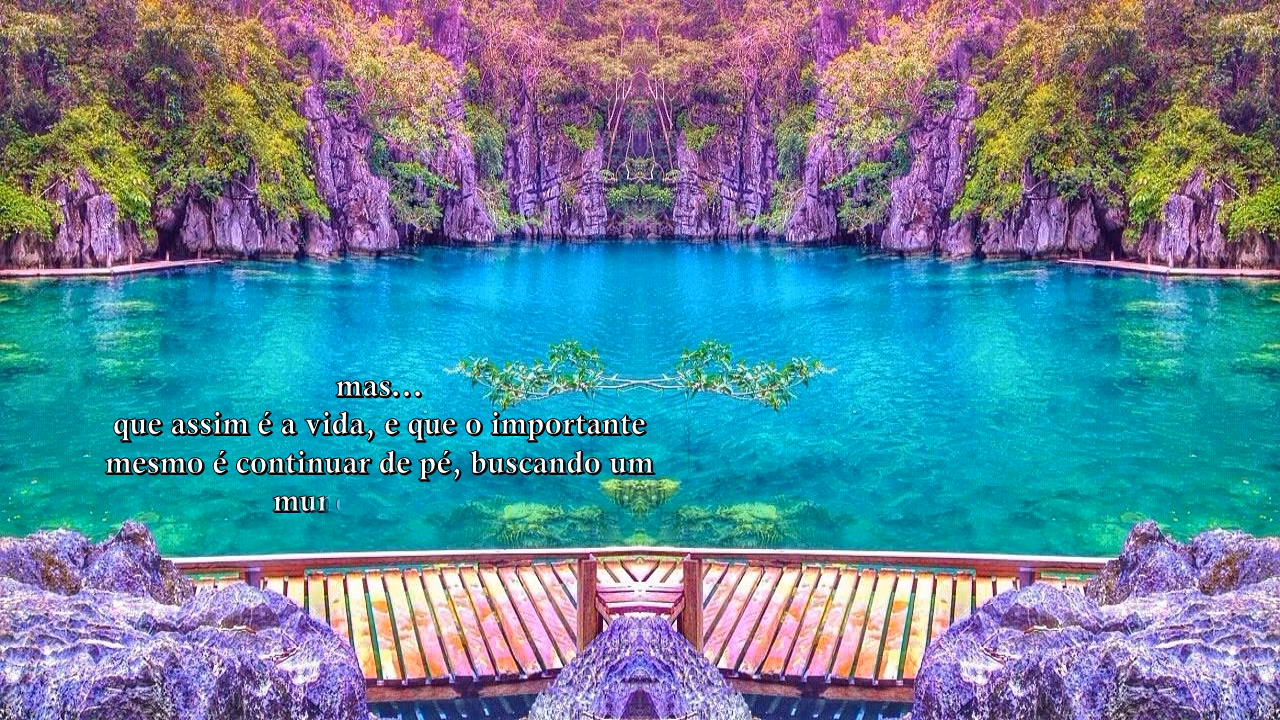 mas...
que assim é a vida, e que o importante
mesmo é continuar de pé, buscando um